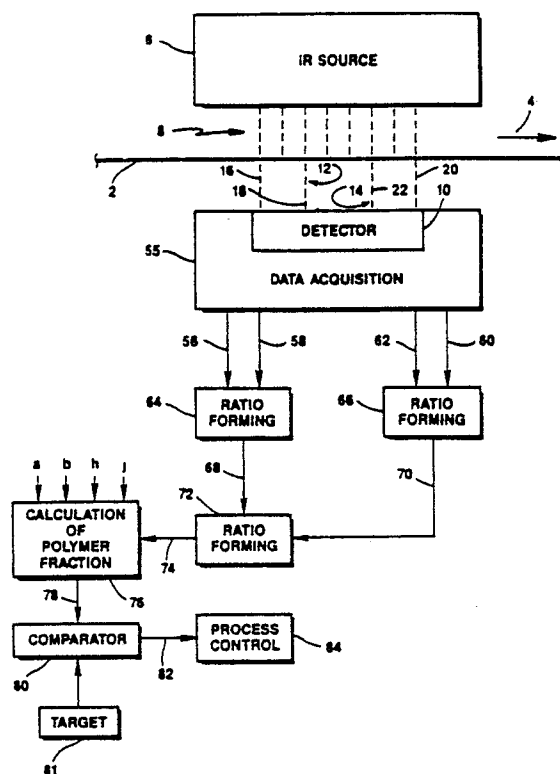 6
IR SOURCE
8
4
2
16
12
20
18
14
22
10
DETECTOR
55
DATA ACQUISITION
56
58
62
60
64
RATIO
FORMING
66
RATIO
FORMING
68
70
a b h j
72
CALCULATION
OF
POLYMER
FRACTION
RATIO
FORMING
74
78
76
COMPARATOR
PROCESS
CONTROL
80
82
84
TARGET
81